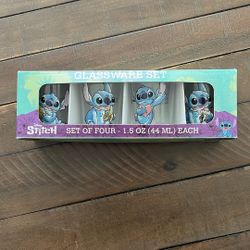 GLASSWARE SET
Stitch
SET OF FOUR - 1.5 OZ (44 ML) EACH